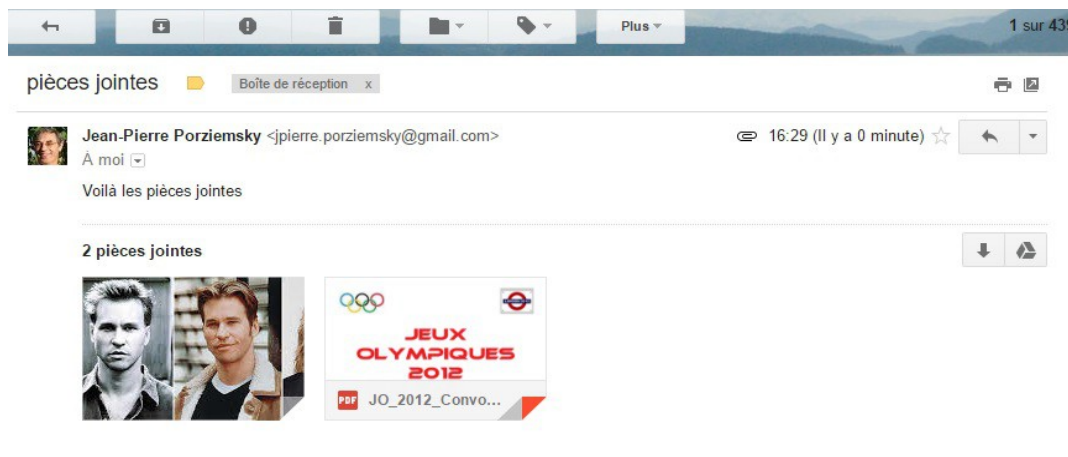 Plus
1 sur 439
pièces jointes
Boîte de réception x
Jean-Pierre Porziemsky <jpierre.porziemsky@gmail.com>
16:29 (Il y a 0 minute)
À moi
Voilà les pièces jointes
2 pièces jointes
JEUX
OLYMPIQUES
2012
PDF JO_2012_Convo...